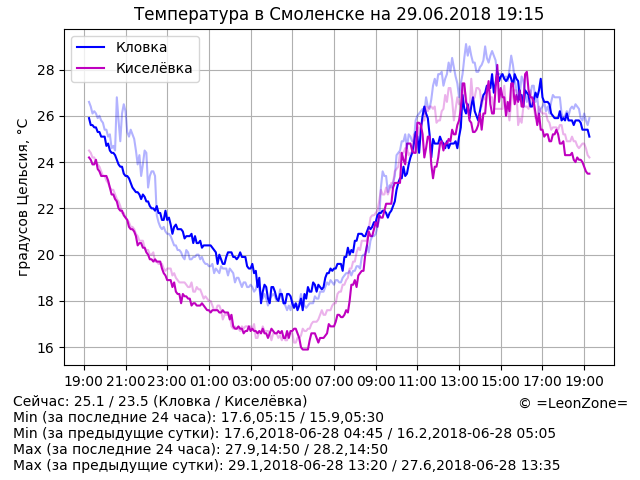 Температура в Смоленске на 29.06.2018 19:15
Кловка
Киселёвка
градусов Цельсия, °C
28
26
24
22
20
18
16
19:00 21:00 23:00 01:00 03:00 05:00 07:00 09:00 11:00 13:00 15:00 17:00 19:00
Сейчас: 25.1 / 23.5 (Кловка / Киселёвка)
© =LeonZone=
Min (за последние 24 часа): 17.6,05:15 / 15.9,05:30
Min (за предыдущие сутки): 17.6,2018-06-28 04:45 / 16.2,2018-06-28 05:05
Max (за последние 24 часа): 27.9,14:50 / 28.2,14:50
Max (за предыдущие сутки): 29.1,2018-06-28 13:20 / 27.6,2018-06-28 13:35